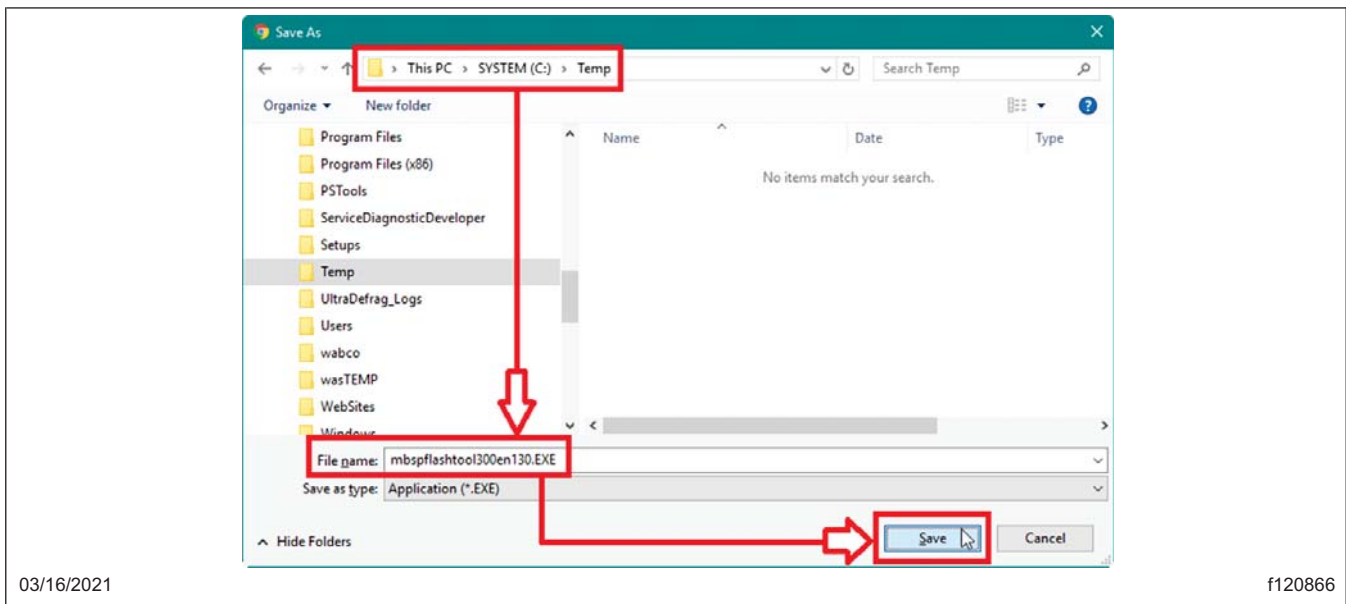 Save As
> This PC > SYSTEM (C:) > Temp
Search Temp
Organize
New folder
?
Program Files
Program Files (x86)
PSTools
ServiceDiagnosticDeveloper
Setups
Temp
UltraDefrag_Logs
Users
wabco
wasTEMP
WebSites
Windows
Name
Date
Type
No items match your search.
File name: mbspflashtool300en130.EXE
Save as type: Application (*.EXE)
Hide Folders
Save
Cancel
03/16/2021
f120866